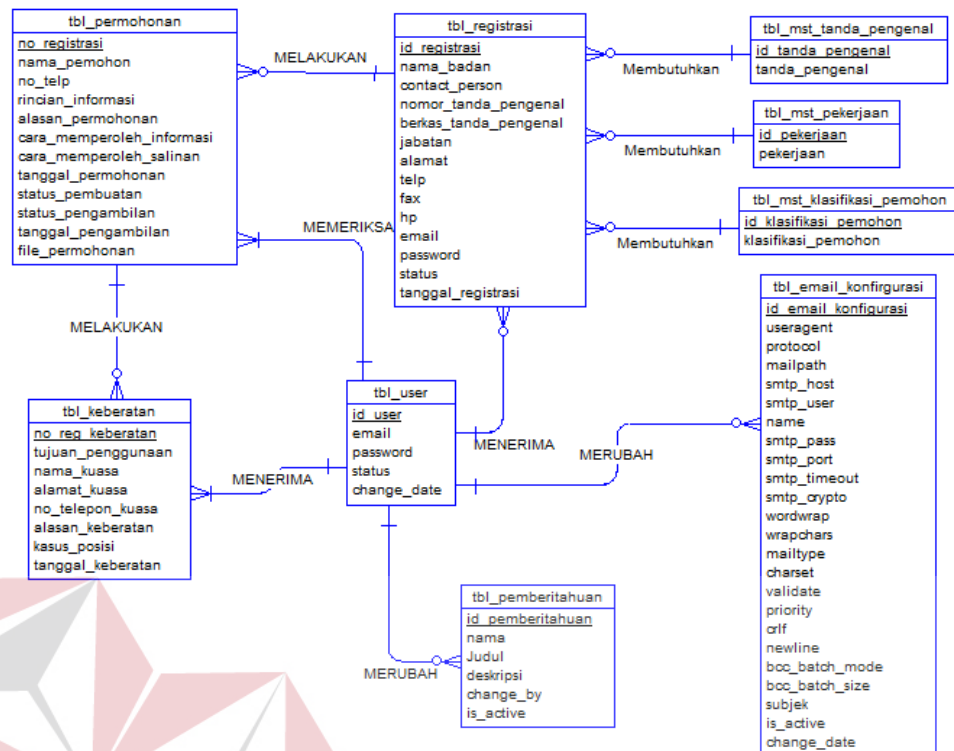 tbl_permohonan
no_registrasi
nama_pemohon
no_telp
rincian_informasi
alasan_permohonan
cara_memperoleh_informasi
cara_memperoleh_salinan
tanggal_permohonan
status_pembuatan
status_pengambilan
tanggal_pengambilan
file_permohonan
MELAKUKAN
tbl_registrasi
id_registrasi
nama_badan
contact_person
nomor_tanda_pengenal
berkas_tanda_pengenal
jabatan
alamat
telp
fax
hp
email
password
status
tanggal_registrasi
Membutuhkan
tbl_mst_tanda_pengenal
id_tanda_pengenal
tanda_pengenal
Membutuhkan
tbl_mst_pekerjaan
id_pekerjaan
pekerjaan
Membutuhkan
tbl_mst_klasifikasi_pemohon
id_klasifikasi_pemohon
klasifikasi_pemohon
MEMERIKSA
MELAKUKAN
tbl_keberatan
no_reg_keberatan
tujuan_penggunaan
nama_kuasa
alamat_kuasa
no_telepon_kuasa
alasan_keberatan
kasus_posisi
tanggal_keberatan
MENERIMA
tbl_user
id_user
email
password
status
change_date
MENERIMA
MERUBAH
tbl_email_konfirgurasi
id_email_konfigurasi
useragent
protocol
mailpath
smtp_host
smtp_user
name
smtp_pass
smtp_port
smtp_timeout
smtp_crypto
wordwrap
wrapchars
mailtype
charset
validate
priority
crlf
newline
bcc_batch_mode
bcc_batch_size
subjek
is_active
change_date
MERUBAH
tbl_pemberitahuan
id_pemberitahuan
nama
Judul
deskripsi
change_by
is_active